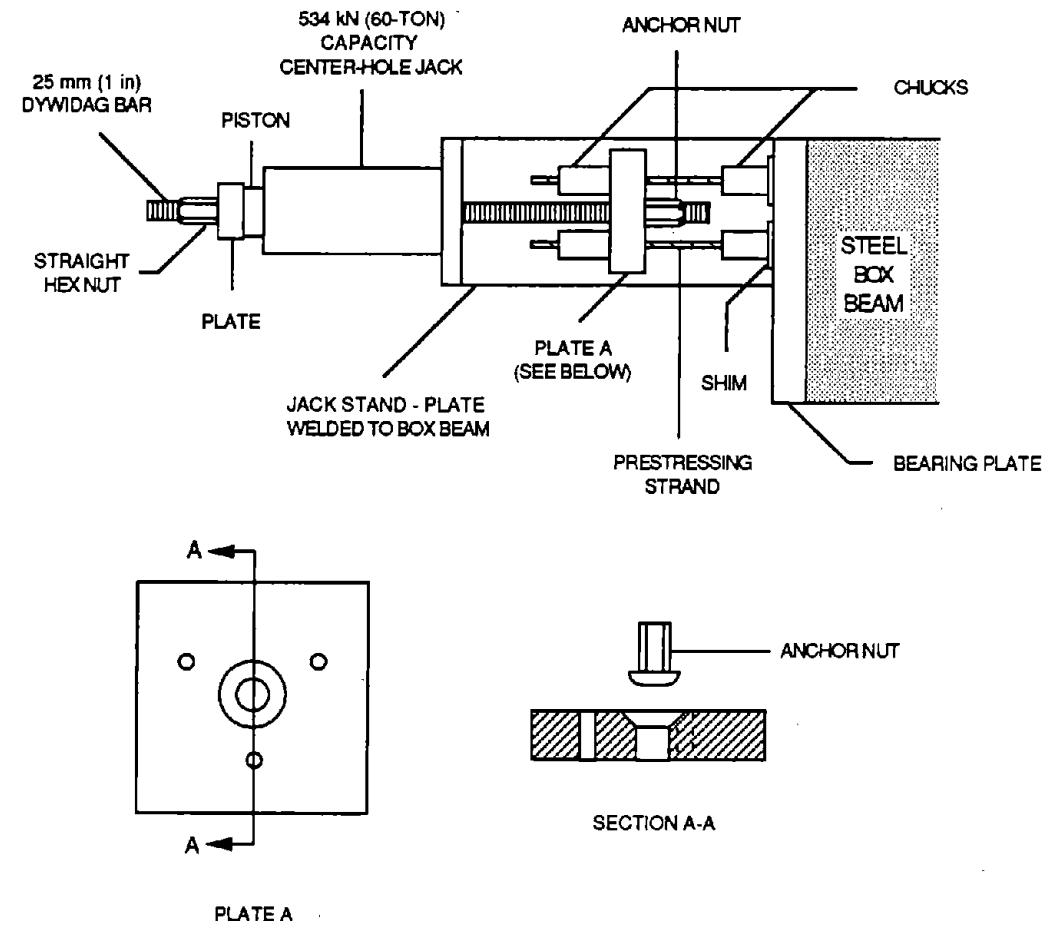 534 kN (60-TON)
CAPACITY
CENTER-HOLE JACK
ANCHOR NUT
25 mm (1 in)
DYWIDAG BAR
PISTON
CHUCKS
STRAIGHT
HEX NUT
PLATE
STEEL
BOX
BEAM
PLATE A
(SEE BELOW)
SHIM
JACK STAND - PLATE
WELDED TO BOX BEAM
PRESTRESSING
STRAND
BEARING PLATE
A
A
PLATE A
ANCHOR NUT
SECTION A-A